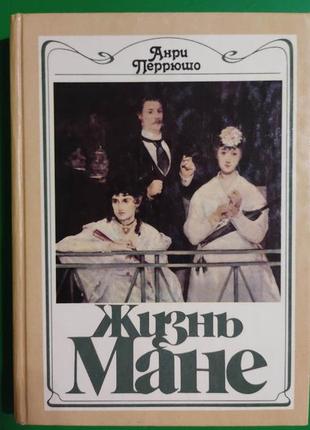 Анри
Перрюшо
Жизнь
Мане